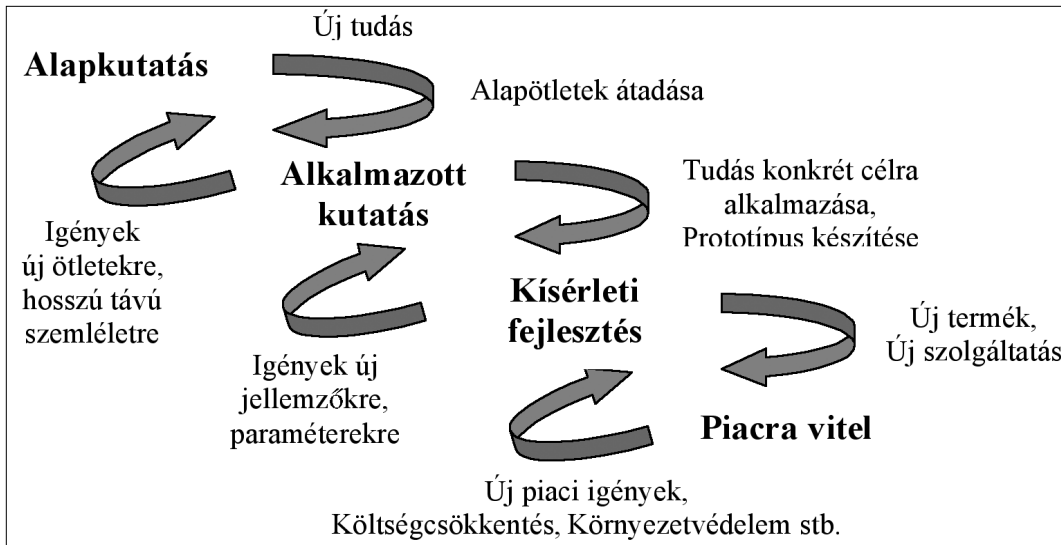 Új tudás
Alapkutatás
Alapötletek átadása
Alkalmazott
kutatás
Tudás konkrét célra
alkalmazása,
Prototípus készítése
Igények
új ötletekre,
hosszú távú
szemléletre
Kísérleti
fejlesztés
Új termék,
Új szolgáltatás
Igények új
jellemzőkre,
paraméterekre
Piacra vitel
Új piaci igények,
Költségcsökkentés, Környezetvédelem stb.